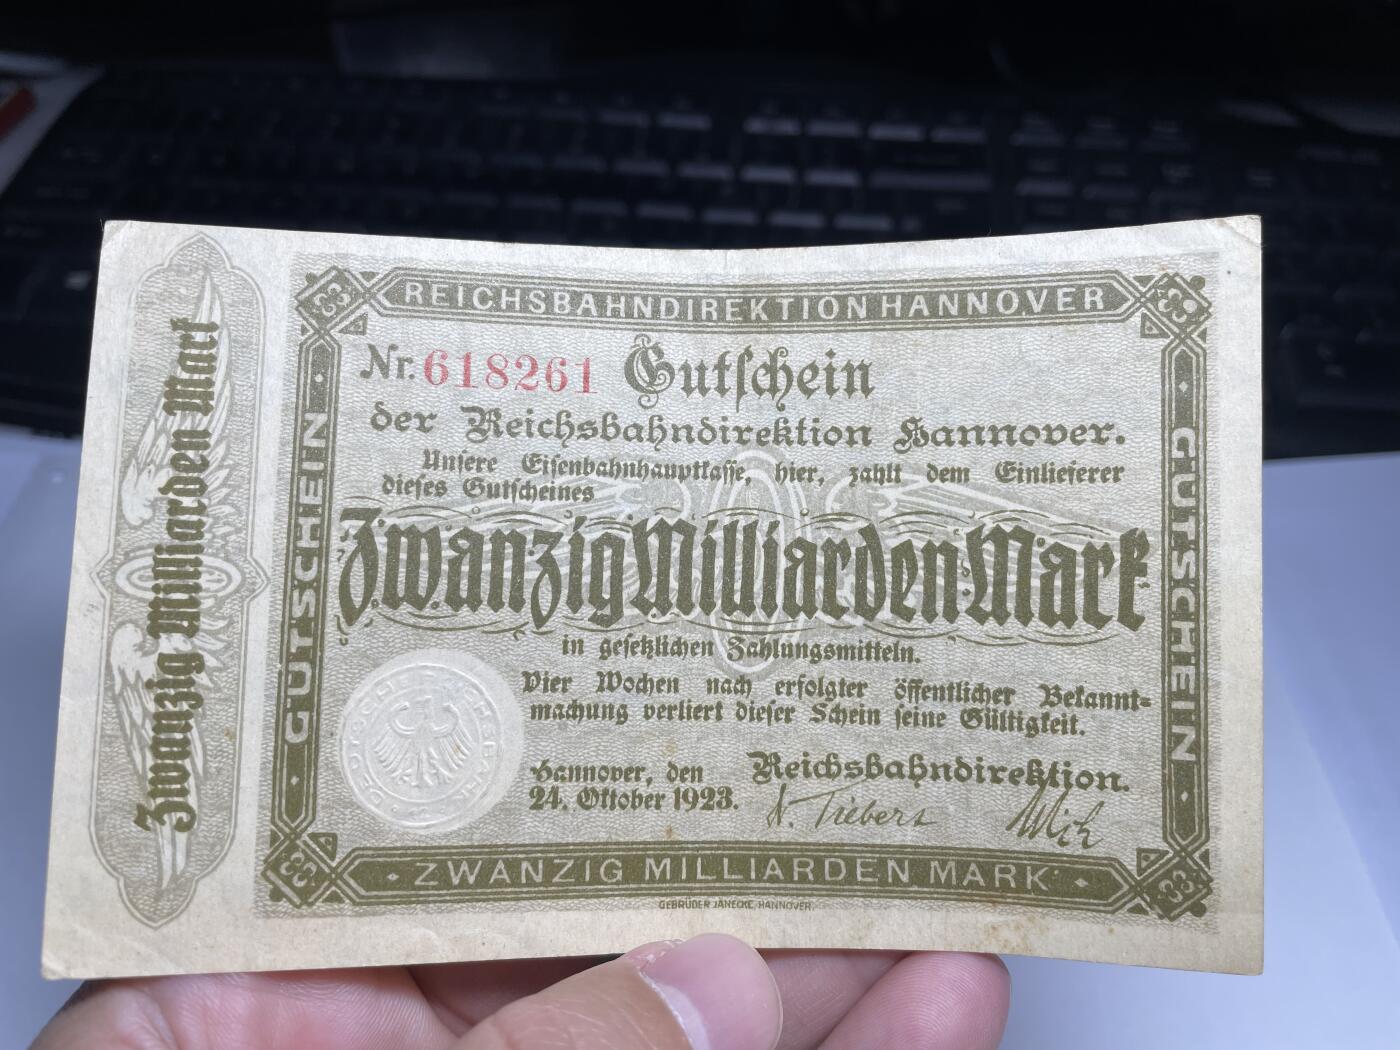 Zwanzig Milliarden Mark
REICHSBAHNDIREKTION HANNOVER
GUTSCHEIN
Nr. 618261 Gutschein
der Reichsbahndirektion Hannover.
Unsere Eisenbahnhauptkasse, hier, zahlt dem Einlieferer
dieses Gutscheines
Zwanzig Milliarden Mark
in gesetzlichen Zahlungsmitteln.
Vier Wochen nach erfolgter öffentlicher Bekannt-
machung verliert dieser Schein seine Gültigkeit.
Hannover, den
24. Oktober 1923.
Reichsbahndirektion.
GUTSCHEIN
· ZWANZIG MILLIARDEN MARK ·
GEBRÜDER JÄNECKE, HANNOVER.